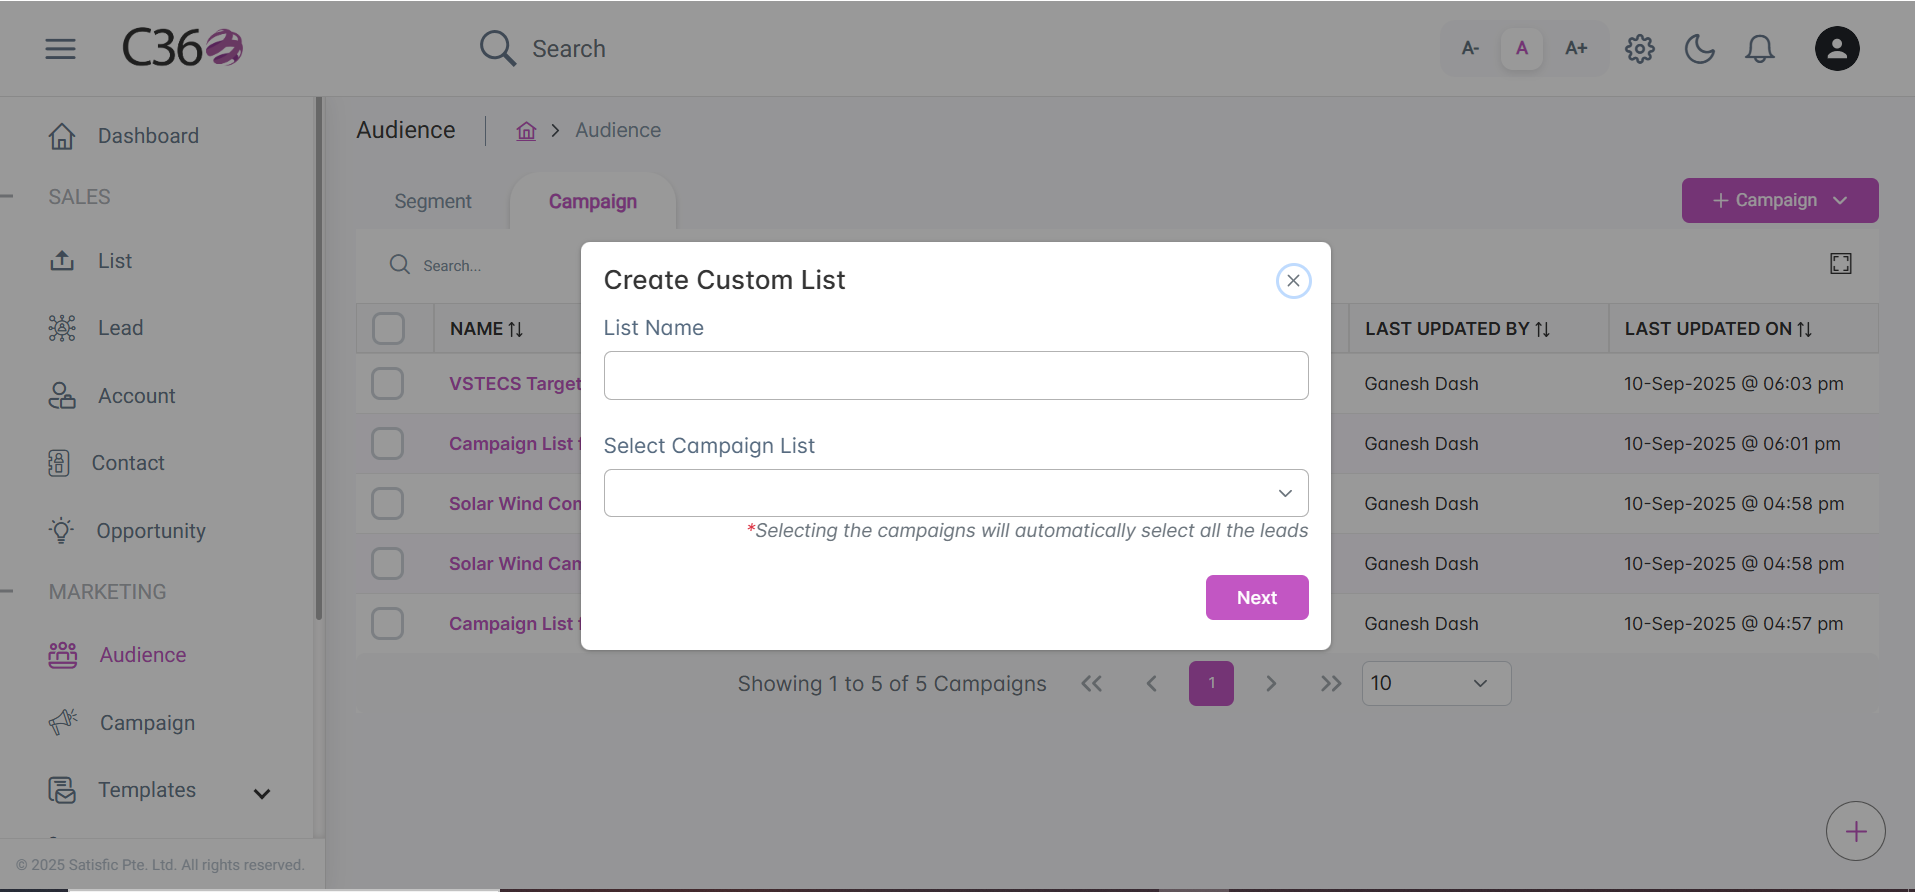 C360
Search
A-
A
A+
Dashboard
SALES
List
Lead
Account
Contact
Opportunity
MARKETING
Audience
Campaign
Templates
© 2025 Satisfic Pte. Ltd. All rights reserved.
Audience
Audience
Segment
Campaign
+ Campaign
Search...
NAME
LAST UPDATED BY
LAST UPDATED ON
VSTECS Target
Ganesh Dash
10-Sep-2025 @ 06:03 pm
Campaign List
Ganesh Dash
10-Sep-2025 @ 06:01 pm
Solar Wind
Ganesh Dash
10-Sep-2025 @ 04:58 pm
Solar Wind
Ganesh Dash
10-Sep-2025 @ 04:58 pm
Campaign List
Ganesh Dash
10-Sep-2025 @ 04:57 pm
Create Custom List
List Name
Select Campaign List
*Selecting the campaigns will automatically select all the leads
Next
Showing 1 to 5 of 5 Campaigns
1
10